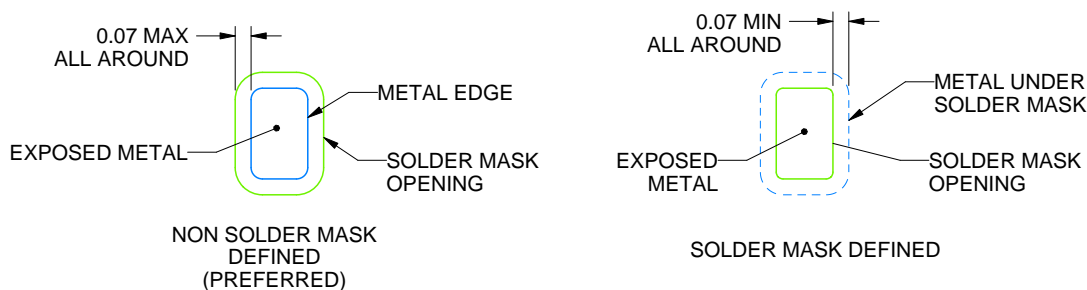 0.07 MAX
ALL AROUND
METAL EDGE
EXPOSED METAL
SOLDER MASK
OPENING
NON SOLDER MASK
DEFINED
(PREFERRED)
0.07 MIN
ALL AROUND
METAL UNDER
SOLDER MASK
EXPOSED
METAL
SOLDER MASK
OPENING
SOLDER MASK DEFINED